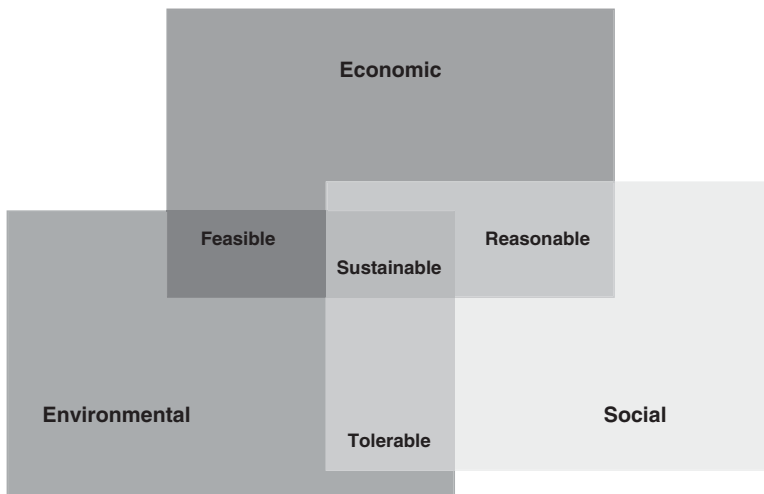 Economic
Feasible
Reasonable
Sustainable
Environmental
Social
Tolerable